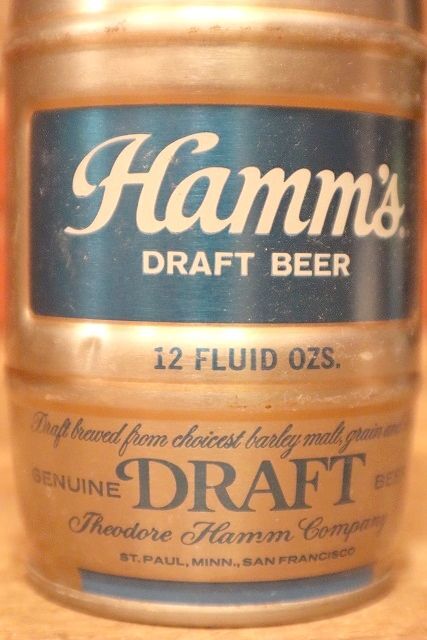 Hamm's
DRAFT BEER
12 FLUID OZS.
Draft brewed from choicest barley malt, grain and
GENUINE DRAFT BEER
Theodore Hamm Company
ST. PAUL, MINN., SAN FRANCISCO